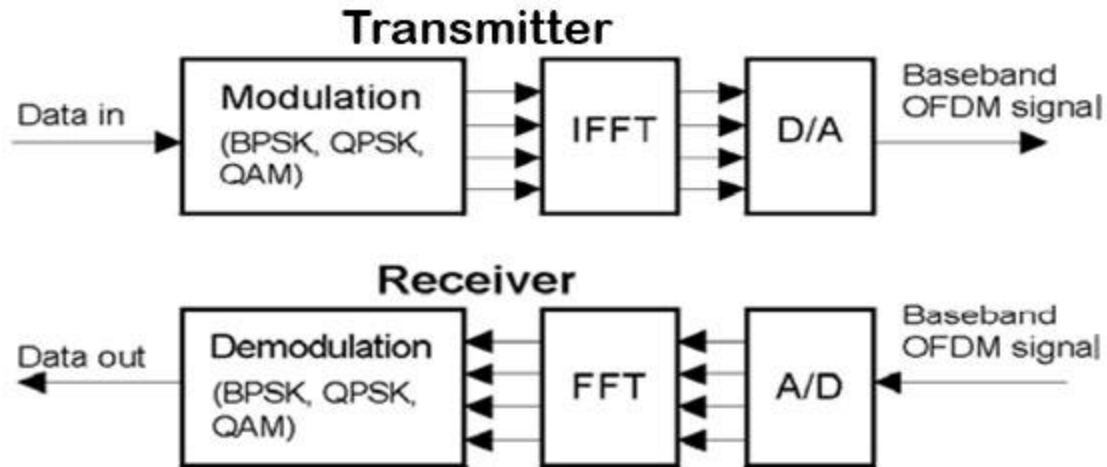 Transmitter
Data in
Modulation
(BPSK, QPSK,
QAM)
IFFT
D/A
Baseband
OFDM signal
Receiver
Data out
Demodulation
(BPSK, QPSK,
QAM)
FFT
A/D
Baseband
OFDM signal